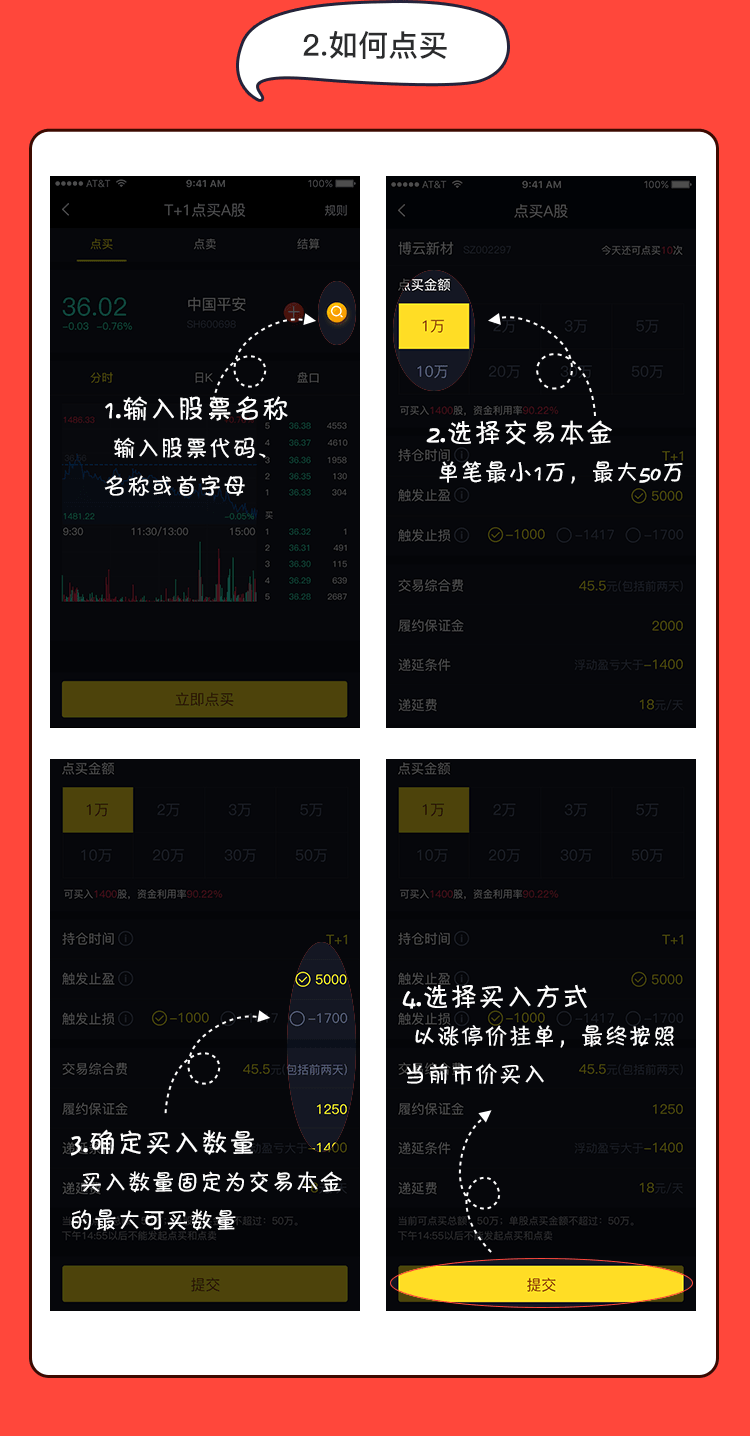 2.如何点买
AT&T 9:41 AM 100%
T+1点买A股 规则
点买 点卖 结算
36.02 中国平安
-0.03 -0.76% SH600698
分时 日K 盘口
1.输入股票名称
输入股票代码、
名称或首字母
1486.33
5 36.38 4553
4 36.37 4610
3 36.36 1958
2 36.35 130
1 36.33 304
1481.22 -0.05% 买
9:30 11:30/13:00 15:00
1 36.32 1
2 36.31 491
3 36.30 115
4 36.29 639
5 36.28 2687
立即点买
AT&T 9:41 AM 100%
点买A股
博云新材 SZ002297 今天还可点买10次
点买金额
1万 2万 3万 5万
10万 20万 30万 50万
可买入1400股，资金利用率90.22%
2.选择交易本金
单笔最小1万，最大50万
持仓时间 T+1
触发止盈 5000
触发止损 -1000 -1417 -1700
交易综合费 45.5元(包括前两天)
履约保证金 2000
递延条件 浮动盈亏大于-1400
递延费 18元/天
点买金额
1万 2万 3万 5万
10万 20万 30万 50万
可买入1400股，资金利用率90.22%
持仓时间 T+1
触发止盈 5000
触发止损 -1000 -1700
交易综合费 45.5元(包括前两天)
履约保证金 1250
3.确定买入数量
浮动盈亏大于-1400
买入数量固定为交易本金
的最大可买数量
下午14:55以后不能发起点买和点卖
提交
点买金额
1万 2万 3万 5万
10万 20万 30万 50万
可买入1400股，资金利用率90.22%
持仓时间 T+1
触发止盈 5000
4.选择买入方式
触发止损 -1000 -1417 -1700
以涨停价挂单，最终按照
当前市价买入
交易综合费 45.5元(包括前两天)
履约保证金 1250
递延条件 浮动盈亏大于-1400
递延费 18元/天
当前可点买总额：50万；单股点买金额不超过：50万。
下午14:55以后不能发起点买和点卖
提交